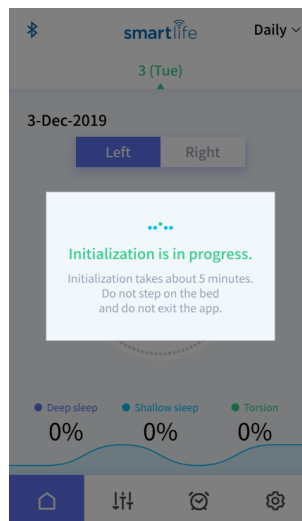 smartlife
Daily
3 (Tue)
3-Dec-2019
Left
Right
Initialization is in progress.
Initialization takes about 5 minutes.
Do not step on the bed
and do not exit the app.
Deep sleep
Shallow sleep
Torsion
0%
0%
0%